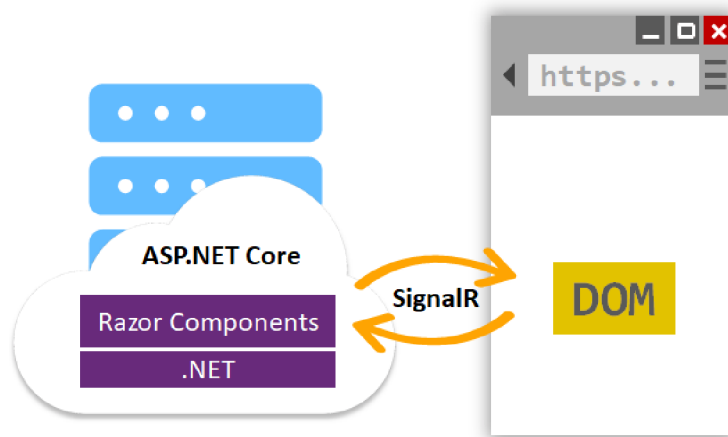 https...
ASP.NET Core
Razor Components
.NET
SignalR
DOM